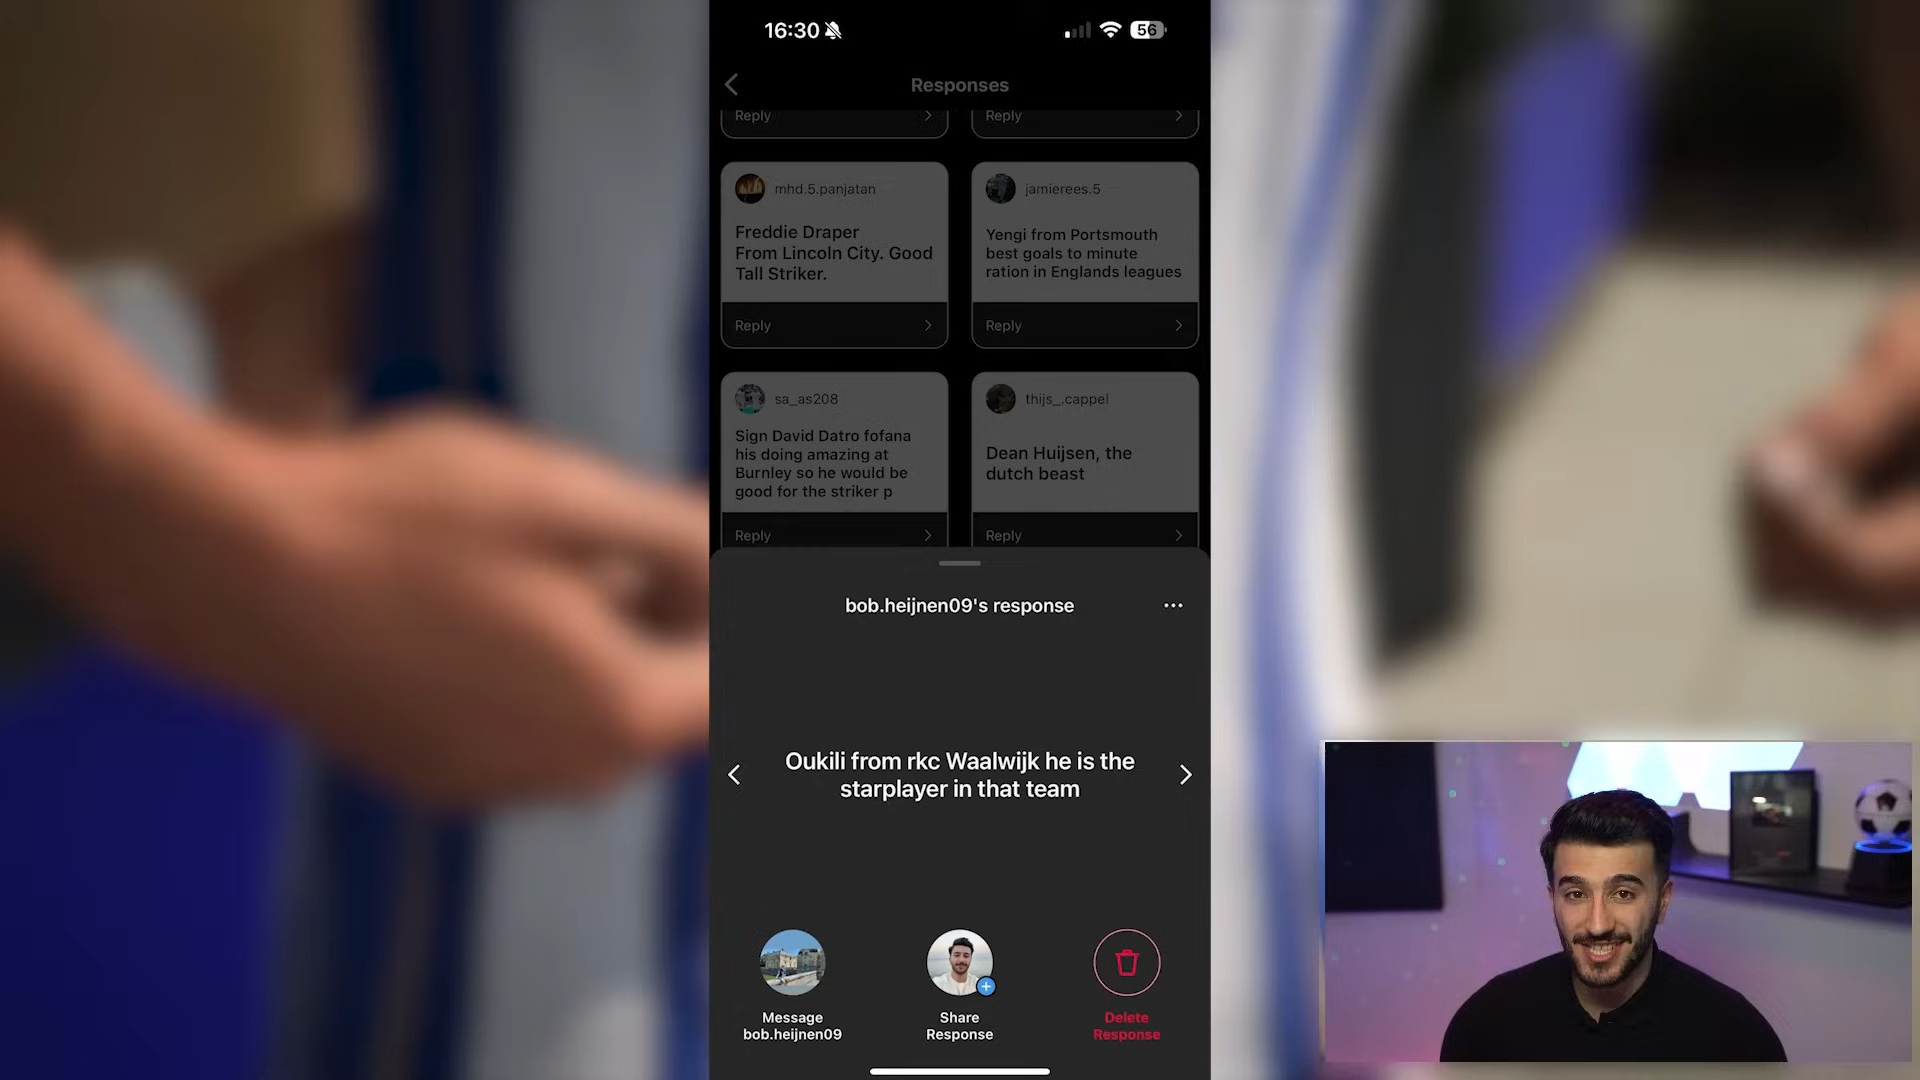 16:30
56
Responses
Reply
Reply
mhd.5.panjatan
Freddie Draper
From Lincoln City. Good
Tall Striker.
Reply
jamierees.5
Yengi from Portsmouth
best goals to minute
ration in Englands leagues
Reply
sa_as208
Sign David Datro fofana
his doing amazing at
Burnley so he would be
good for the striker p
Reply
thijs_.cappel
Dean Huijsen, the
dutch beast
Reply
bob.heijnen09's response
Oukili from rkc Waalwijk he is the
starplayer in that team
Message
bob.heijnen09
Share
Response
Delete
Response